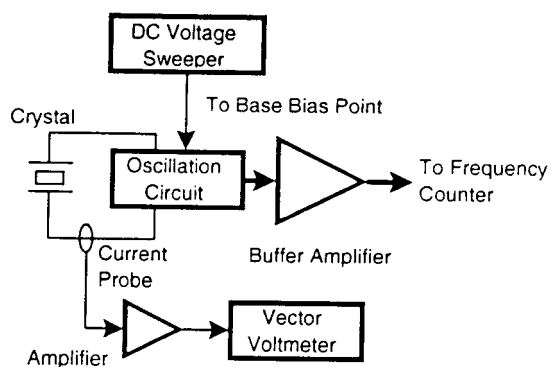 DC Voltage
Sweeper
To Base Bias Point
Crystal
Oscillation
Circuit
To Frequency
Counter
Current
Probe
Buffer Amplifier
Amplifier
Vector
Voltmeter